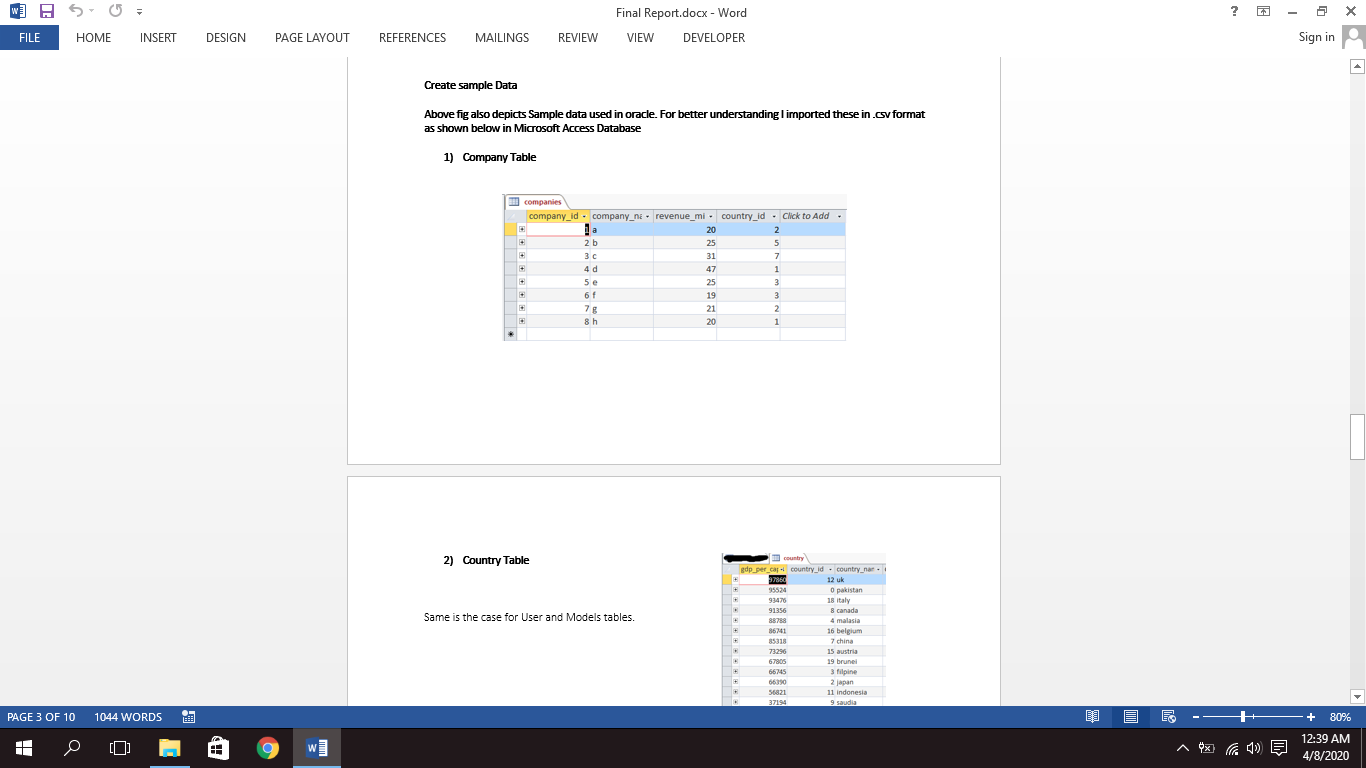 Final Report.docx - Word
?
FILE HOME INSERT DESIGN PAGE LAYOUT REFERENCES MAILINGS REVIEW VIEW DEVELOPER Sign in
Create sample Data
Above fig also depicts Sample data used in oracle. For better understanding I imported these in .csv format
as shown below in Microsoft Access Database
1) Company Table
companies
company_id company_na revenue_mi country_id Click to Add
1 a 20 2
2 b 25 5
3 c 31 7
4 d 47 1
5 e 25 3
6 f 19 3
7 g 21 2
8 h 20 1
2) Country Table
Same is the case for User and Models tables.
country
gdp_per_cap country_id country_nar
97860 12 uk
95524 0 pakistan
93476 18 italy
91356 8 canada
88788 4 malasia
86741 16 belgium
85318 7 china
73296 15 austria
67805 19 brunei
66745 3 filpine
66390 2 japan
56821 11 indonesia
37194 9 saudia
PAGE 3 OF 10 1044 WORDS 80%
12:39 AM
4/8/2020